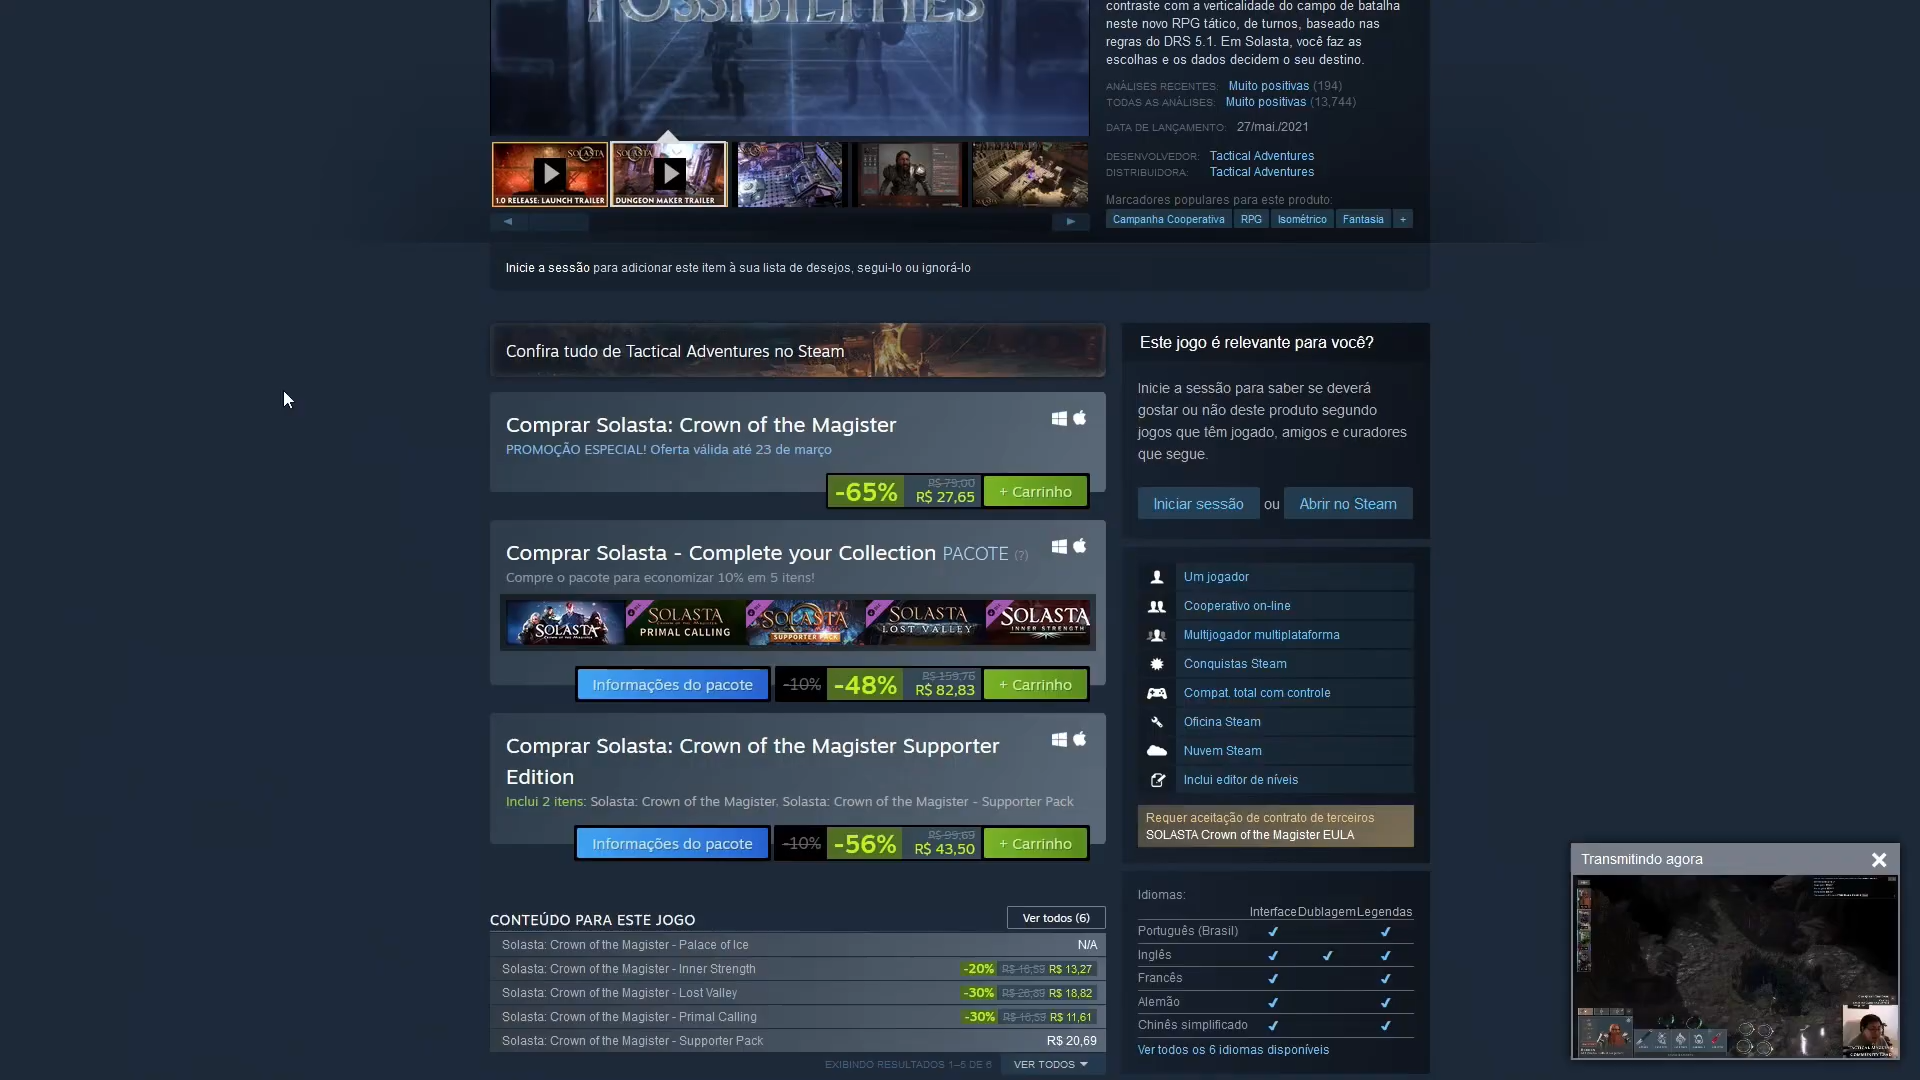 POSSIBILITIES
contraste com a verticalidade do campo de batalha
neste novo RPG tático, de turnos, baseado nas
regras do DRS 5.1. Em Solasta, você faz as
escolhas e os dados decidem o seu destino.
ANÁLISES RECENTES: Muito positivas (194)
TODAS AS ANÁLISES: Muito positivas (13,744)
DATA DE LANÇAMENTO: 27/mai./2021
DESENVOLVEDOR: Tactical Adventures
DISTRIBUIDORA: Tactical Adventures
Marcadores populares para este produto:
Campanha Cooperativa RPG Isométrico Fantasia +
SOLASTA
1.0 RELEASE: LAUNCH TRAILER
SOLASTA
DUNGEON MAKER TRAILER
Inicie a sessão para adicionar este item à sua lista de desejos, segui-lo ou ignorá-lo
Confira tudo de Tactical Adventures no Steam
Comprar Solasta: Crown of the Magister
PROMOÇÃO ESPECIAL! Oferta válida até 23 de março
-65% R$ 79,00 R$ 27,65 + Carrinho
Comprar Solasta - Complete your Collection PACOTE (?)
Compre o pacote para economizar 10% em 5 itens!
SOLASTA
SOLASTA
PRIMAL CALLING
SOLASTA
SUPPORTER PACK
SOLASTA
LOST VALLEY
SOLASTA
INNER STRENGTH
Informações do pacote -10% -48% R$ 159,76 R$ 82,83 + Carrinho
Comprar Solasta: Crown of the Magister Supporter
Edition
Inclui 2 itens: Solasta: Crown of the Magister, Solasta: Crown of the Magister - Supporter Pack
Informações do pacote -10% -56% R$ 99,69 R$ 43,50 + Carrinho
CONTEÚDO PARA ESTE JOGO Ver todos (6)
Solasta: Crown of the Magister - Palace of Ice N/A
Solasta: Crown of the Magister - Inner Strength -20% R$ 16,59 R$ 13,27
Solasta: Crown of the Magister - Lost Valley -30% R$ 26,89 R$ 18,82
Solasta: Crown of the Magister - Primal Calling -30% R$ 16,59 R$ 11,61
Solasta: Crown of the Magister - Supporter Pack R$ 20,69
EXIBINDO RESULTADOS 1–5 DE 6 VER TODOS
Este jogo é relevante para você?
Inicie a sessão para saber se deverá
gostar ou não deste produto segundo
jogos que têm jogado, amigos e curadores
que segue.
Iniciar sessão ou Abrir no Steam
Um jogador
Cooperativo on-line
Multijogador multiplataforma
Conquistas Steam
Compat. total com controle
Oficina Steam
Nuvem Steam
Inclui editor de níveis
Requer aceitação de contrato de terceiros
SOLASTA Crown of the Magister EULA
Idiomas:
Interface Dublagem Legendas
Português (Brasil)
Inglês
Francês
Alemão
Chinês simplificado
Ver todos os 6 idiomas disponíveis
Transmitindo agora